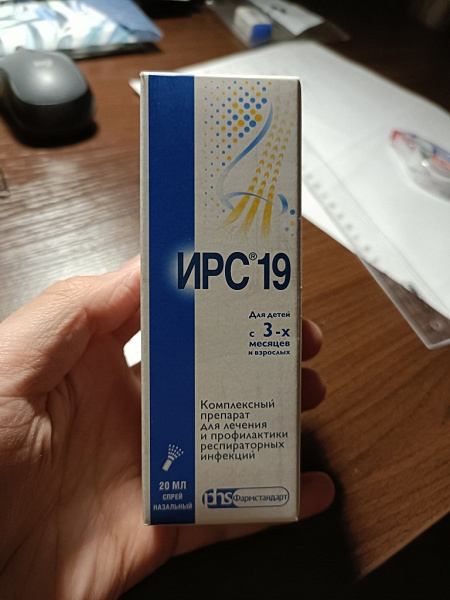 ИРС® 19
Для детей
с 3-х
месяцев
и взрослых
Комплексный
препарат
для лечения
и профилактики
респираторных
инфекций
20 МЛ
СПРЕЙ
НАЗАЛЬНЫЙ
phs Фармстандарт